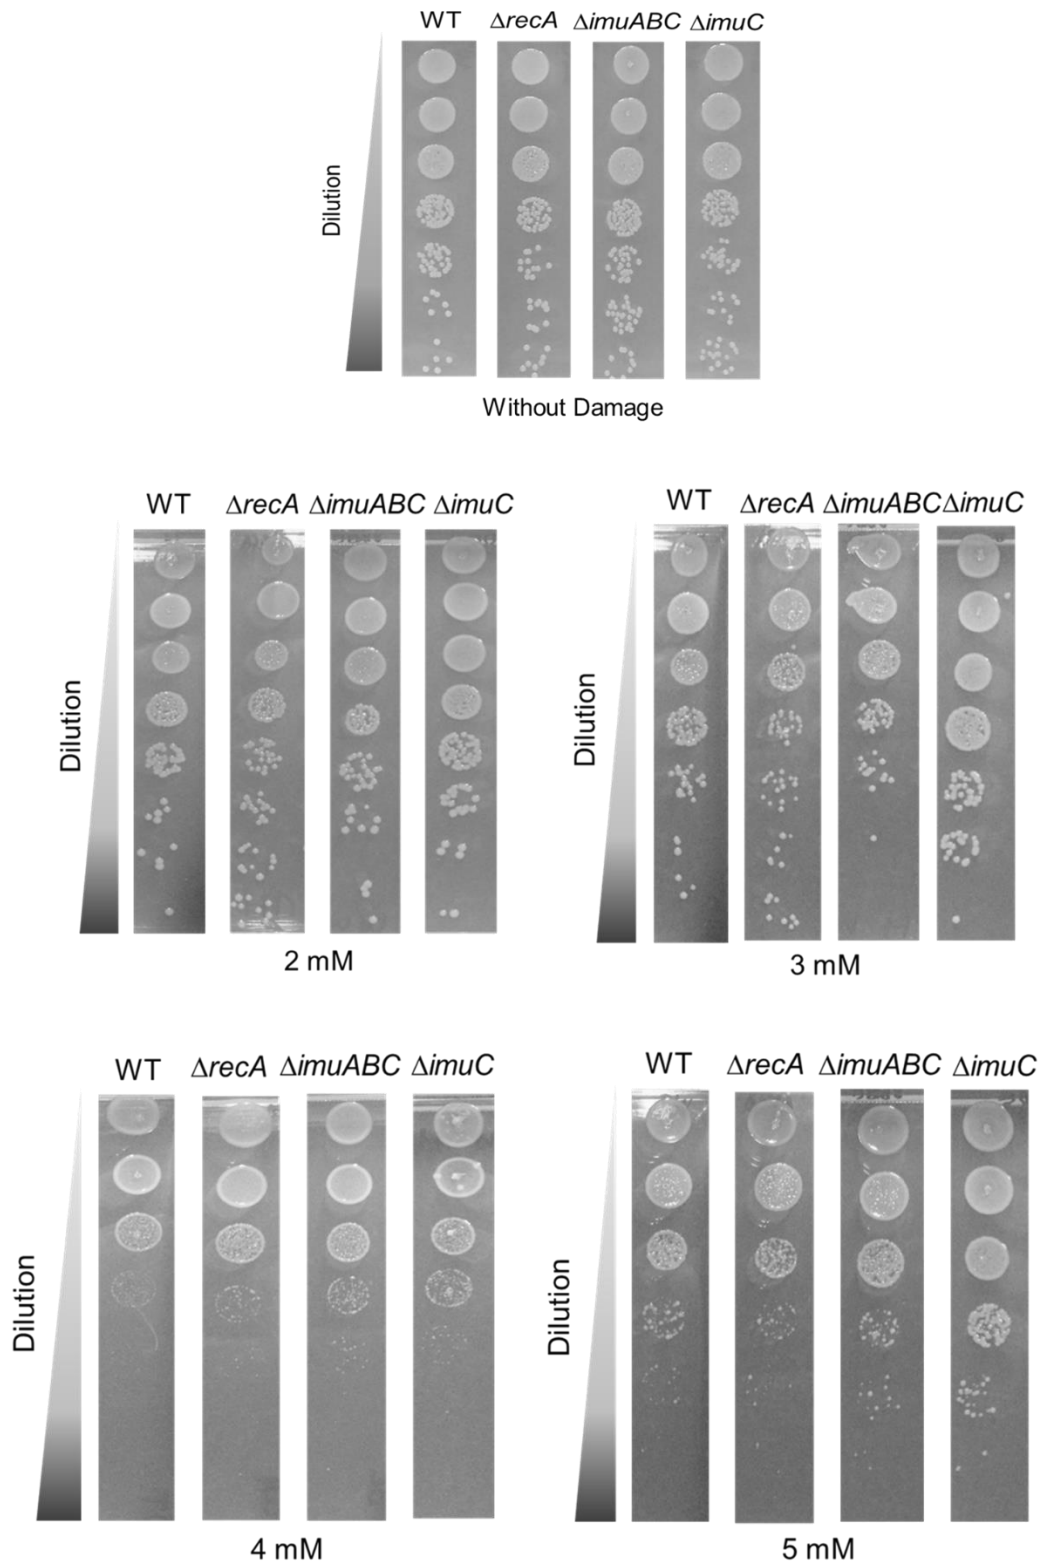 WT ΔrecA ΔimuABC ΔimuC
Dilution
Without Damage
WT ΔrecA ΔimuABC ΔimuC
Dilution
2 mM
WT ΔrecA ΔimuABC ΔimuC
Dilution
3 mM
WT ΔrecA ΔimuABC ΔimuC
Dilution
4 mM
WT ΔrecA ΔimuABC ΔimuC
Dilution
5 mM